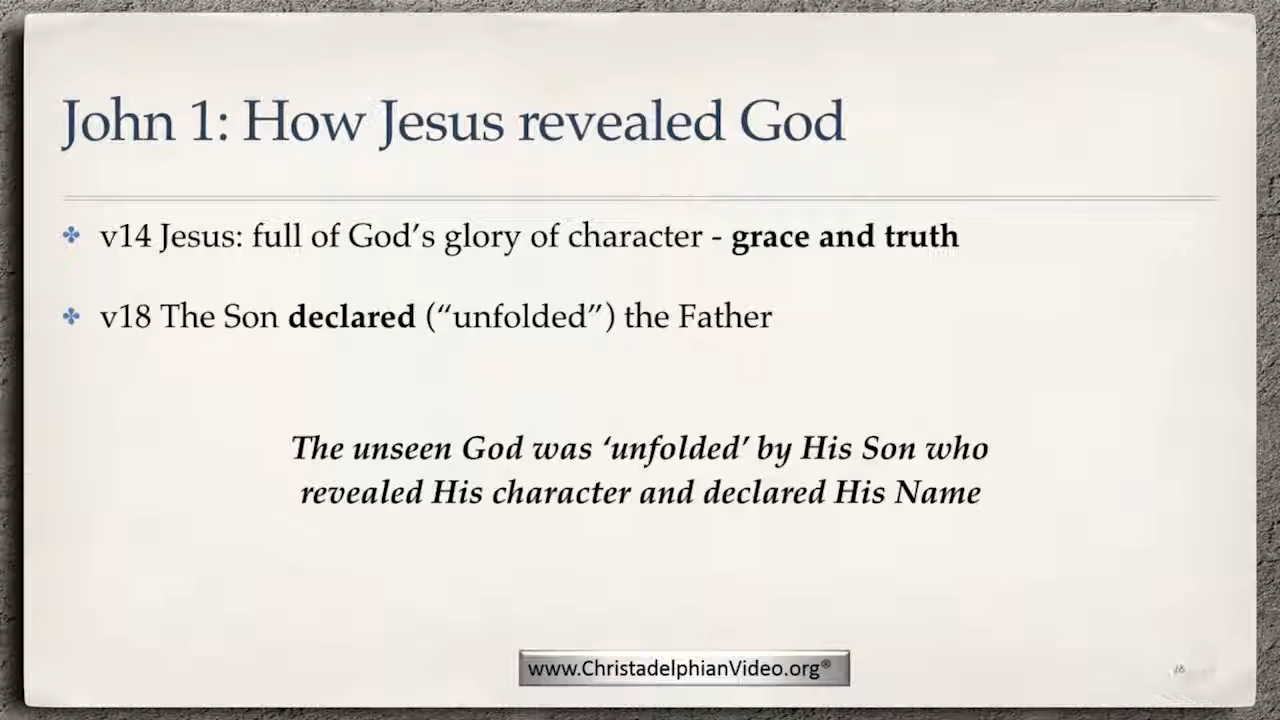 John 1: How Jesus revealed God
v14 Jesus: full of God’s glory of character - grace and truth
v18 The Son declared (“unfolded”) the Father
The unseen God was ‘unfolded’ by His Son who
revealed His character and declared His Name
www.ChristadelphianVideo.org®